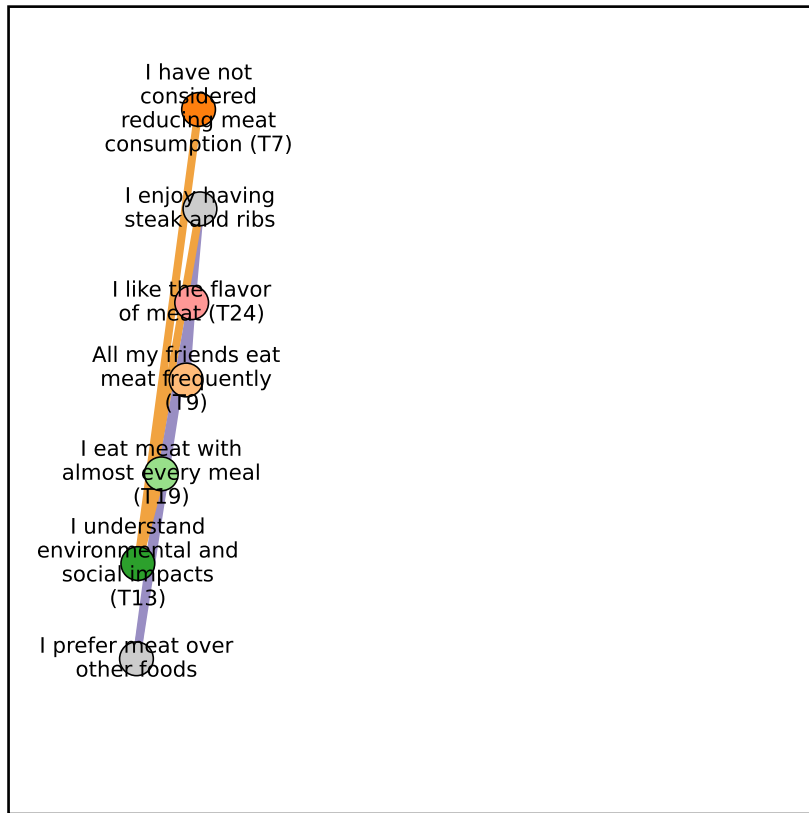 I have not
considered
reducing meat
consumption (T7)
I enjoy having
steak and ribs
I like the flavor
of meat (T24)
All my friends eat
meat frequently
(T9)
I eat meat with
almost every meal
(T19)
I understand
environmental and
social impacts
(T13)
I prefer meat over
other foods